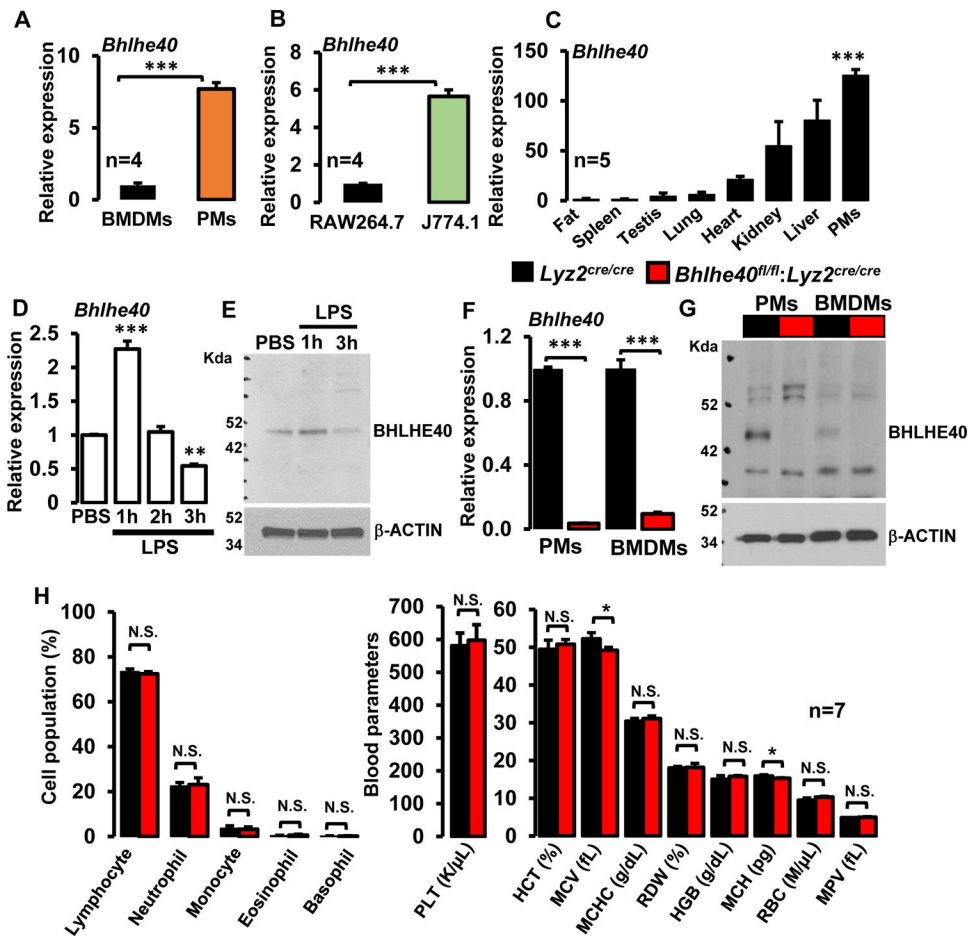 A
Bhlhe40
Relative expression
10
5
0
***
n=4
BMDMs
PMs
B
Bhlhe40
Relative expression
8
6
4
2
0
***
n=4
RAW264.7
J774.1
C
Bhlhe40
Relative expression
150
100
50
0
***
n=5
Fat
Spleen
Testis
Lung
Heart
Kidney
Liver
PMs
Lyz2cre/cre
Bhlhe40fl/fl:Lyz2cre/cre
D
Bhlhe40
Relative expression
2.5
2
1.5
1
0.5
0
***
**
PBS
1h
2h
3h
LPS
E
LPS
PBS 1h 3h
Kda
52
42
BHLHE40
52
34
β-ACTIN
F
Bhlhe40
Relative expression
1.2
0.8
0.4
0.0
***
***
PMs
BMDMs
G
PMs BMDMs
Kda
52
42
BHLHE40
52
34
β-ACTIN
H
Cell population (%)
100
80
60
40
20
0
N.S.
N.S.
N.S.
N.S.
N.S.
Lymphocyte
Neutrophil
Monocyte
Eosinophil
Basophil
Blood parameters
700
600
500
400
300
200
100
0
N.S.
PLT (K/µL)
60
50
40
30
20
10
0
N.S.
*
N.S.
N.S.
N.S.
*
N.S.
N.S.
n=7
HCT (%)
MCV (fL)
MCHC (g/dL)
RDW (%)
HGB (g/dL)
MCH (pg)
RBC (M/µL)
MPV (fL)